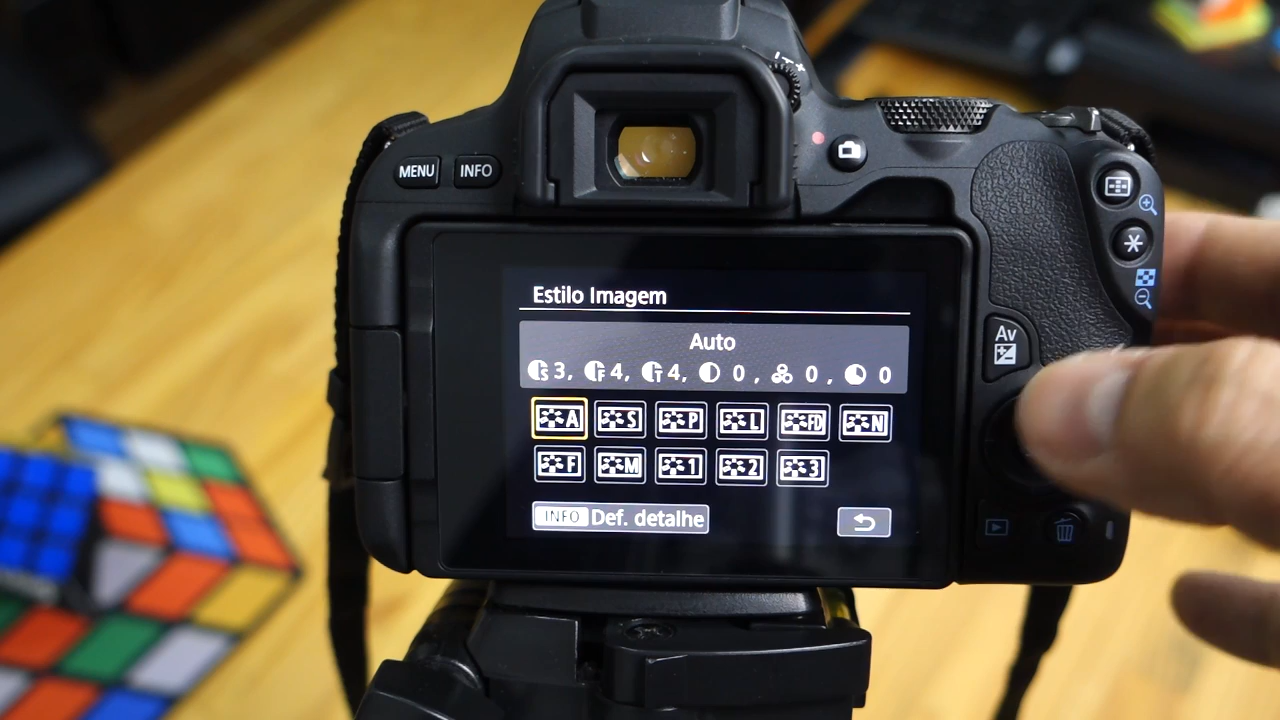 MENU INFO
Av
Estilo Imagem
Auto
S 3, F 4, T 4, 0, 0, 0
A S P L FD N
F M 1 2 3
INFO Def. detalhe